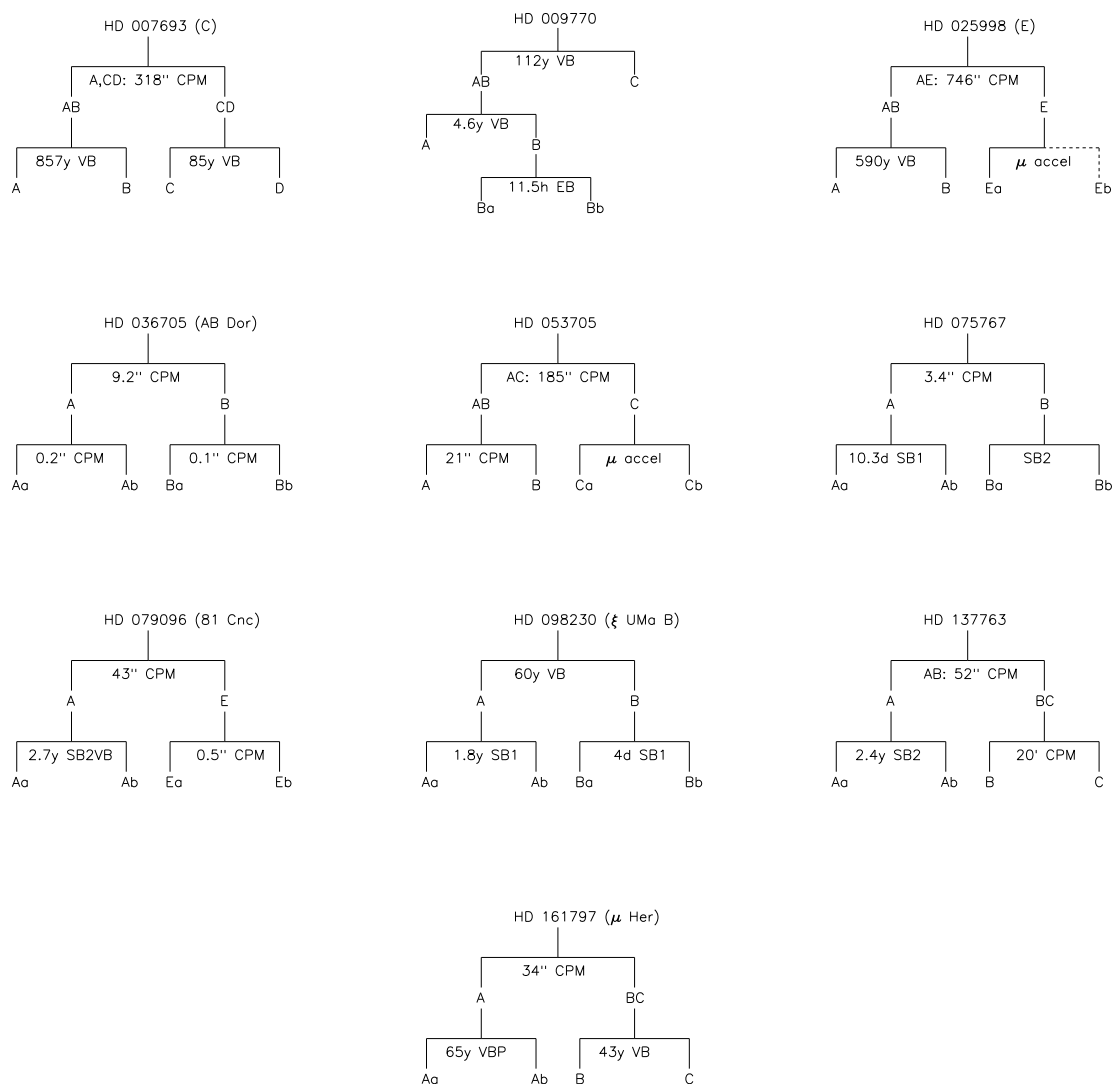 HD 007693 (C)
A,CD: 318" CPM
AB CD
857y VB 85y VB
A B C D
HD 009770
112y VB
AB C
4.6y VB
A B
11.5h EB
Ba Bb
HD 025998 (E)
AE: 746" CPM
AB E
590y VB μ accel
A B Ea Eb
HD 036705 (AB Dor)
9.2" CPM
A B
0.2" CPM 0.1" CPM
Aa Ab Ba Bb
HD 053705
AC: 185" CPM
AB C
21" CPM μ accel
A B Ca Cb
HD 075767
3.4" CPM
A B
10.3d SB1 SB2
Aa Ab Ba Bb
HD 079096 (81 Cnc)
43" CPM
A E
2.7y SB2VB 0.5" CPM
Aa Ab Ea Eb
HD 098230 (ξ UMa B)
60y VB
A B
1.8y SB1 4d SB1
Aa Ab Ba Bb
HD 137763
AB: 52" CPM
A BC
2.4y SB2 20' CPM
Aa Ab B C
HD 161797 (μ Her)
34" CPM
A BC
65y VBP 43y VB
Aa Ab B C